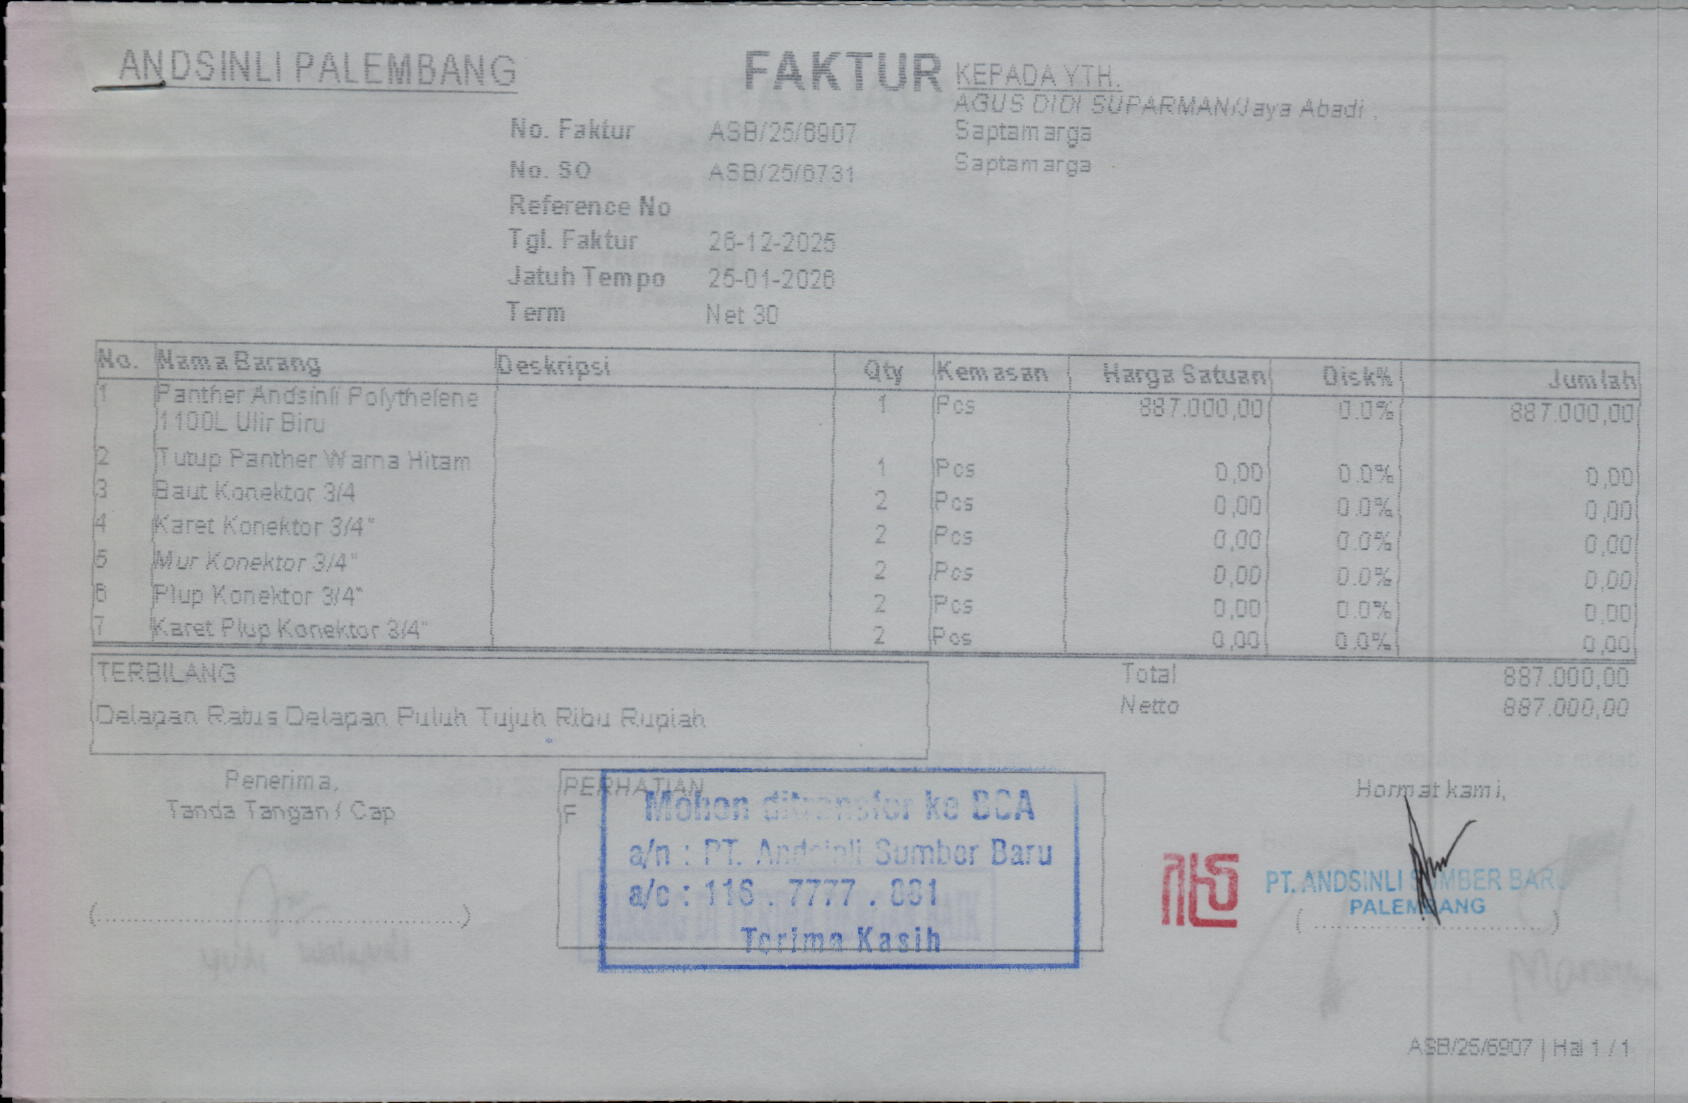 ANDSINLI PALEMBANG
FAKTUR
KEPADA YTH.
AGUS DIDI SUPARMAN/Jaya Abadi ,
Saptamarga
Saptamarga
No. Faktur ASB/25/6907
No. SO ASB/25/6731
Reference No
Tgl. Faktur 26-12-2025
Jatuh Tempo 25-01-2026
Term Net 30
No. Nama Barang Deskripsi Qty Kemasan Harga Satuan Disk% Jumlah
1 Panther Andsinli Polythelene 1 Pcs 887.000,00 0.0% 887.000,00
1100L Ulir Biru
2 Tutup Panther Warna Hitam 1 Pcs 0,00 0.0% 0,00
3 Baut Konektor 3/4 2 Pcs 0,00 0.0% 0,00
4 Karet Konektor 3/4" 2 Pcs 0,00 0.0% 0,00
5 Mur Konektor 3/4" 2 Pcs 0,00 0.0% 0,00
6 Plup Konektor 3/4" 2 Pcs 0,00 0.0% 0,00
7 Karet Plup Konektor 3/4" 2 Pcs 0,00 0.0% 0,00
TERBILANG
Delapan Ratus Delapan Puluh Tujuh Ribu Rupiah
Total 887.000,00
Netto 887.000,00
Penerima,
Tanda Tangan / Cap
(..........................................................)
PERHATIAN
F
Mohon ditransfer ke BCA
a/n : PT. Andsinli Sumber Baru
a/c : 116 . 7777 . 881
Terima Kasih
Hormat kami,
PT. ANDSINLI SUMBER BARU
PALEMBANG
(......................................)
ASB/25/6907 | Hal 1 / 1